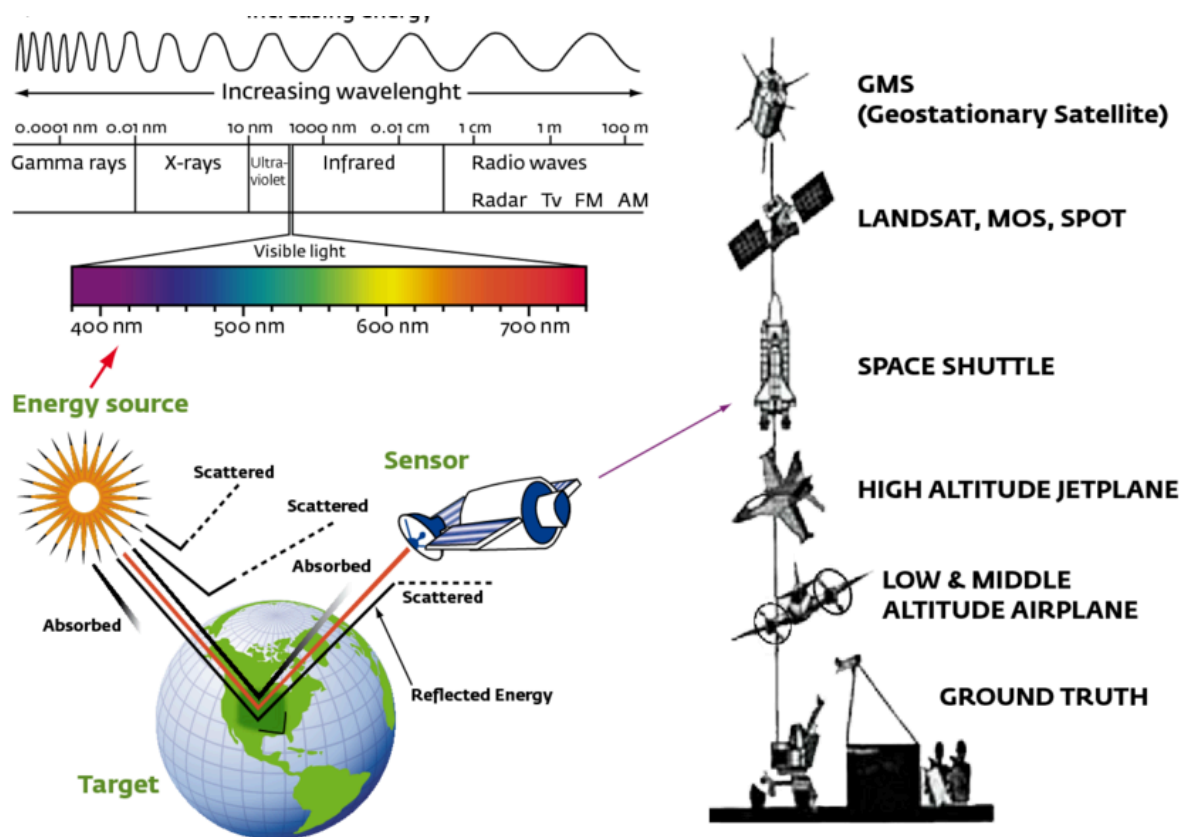 Increasing energy
Increasing wavelenght
0.0001 nm 0.01 nm 10 nm 1000 nm 0.01 cm 1 cm 1 m 100 m
Gamma rays X-rays Ultra-
violet Infrared Radio waves
Radar Tv FM AM
Visible light
400 nm 500 nm 600 nm 700 nm
Energy source
Scattered
Sensor
Scattered
Absorbed
Scattered
Absorbed
Reflected Energy
Target
GMS
(Geostationary Satellite)
LANDSAT, MOS, SPOT
SPACE SHUTTLE
HIGH ALTITUDE JETPLANE
LOW & MIDDLE
ALTITUDE AIRPLANE
GROUND TRUTH